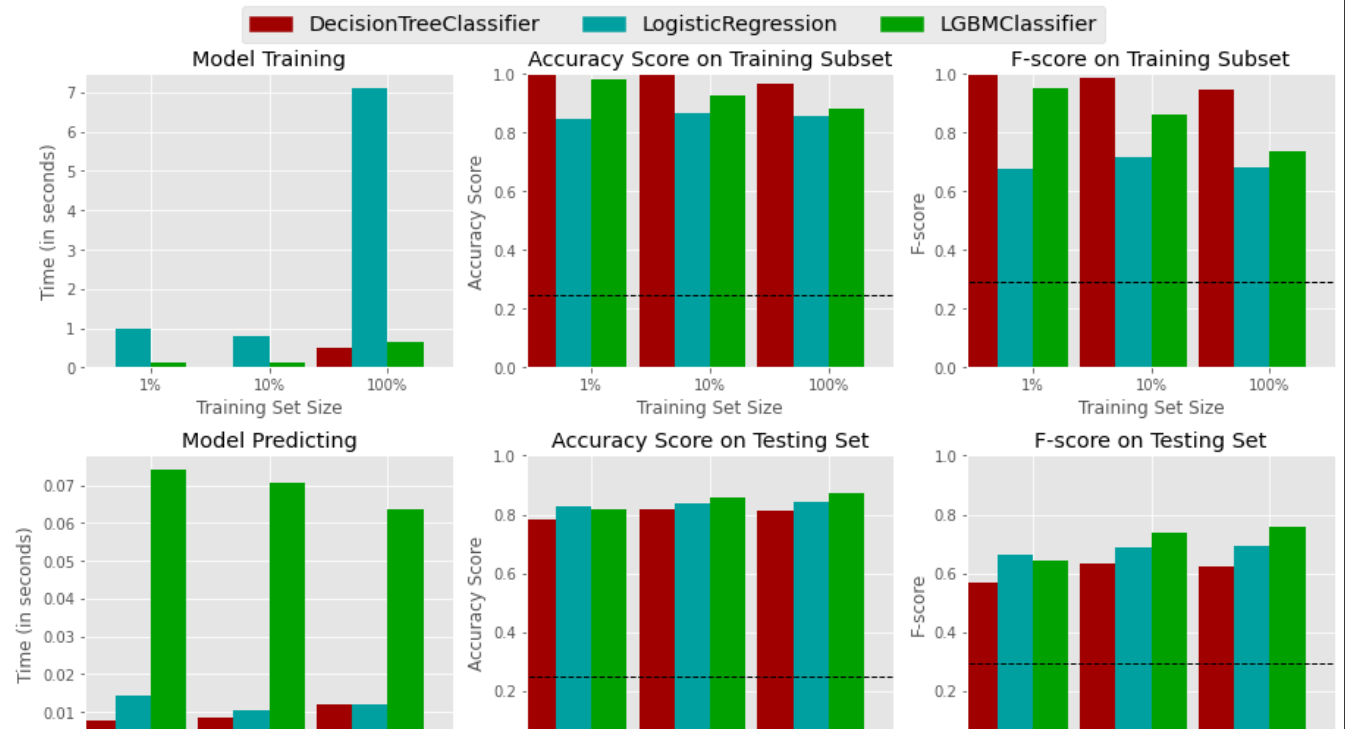 DecisionTreeClassifier LogisticRegression LGBMClassifier
Model Training
Time (in seconds)
7
6
5
4
3
2
1
0
1% 10% 100%
Training Set Size
Accuracy Score on Training Subset
Accuracy Score
1.0
0.8
0.6
0.4
0.2
0.0
1% 10% 100%
Training Set Size
F-score on Training Subset
F-score
1.0
0.8
0.6
0.4
0.2
0.0
1% 10% 100%
Training Set Size
Model Predicting
Time (in seconds)
0.07
0.06
0.05
0.04
0.03
0.02
0.01
Accuracy Score on Testing Set
Accuracy Score
1.0
0.8
0.6
0.4
0.2
F-score on Testing Set
F-score
1.0
0.8
0.6
0.4
0.2